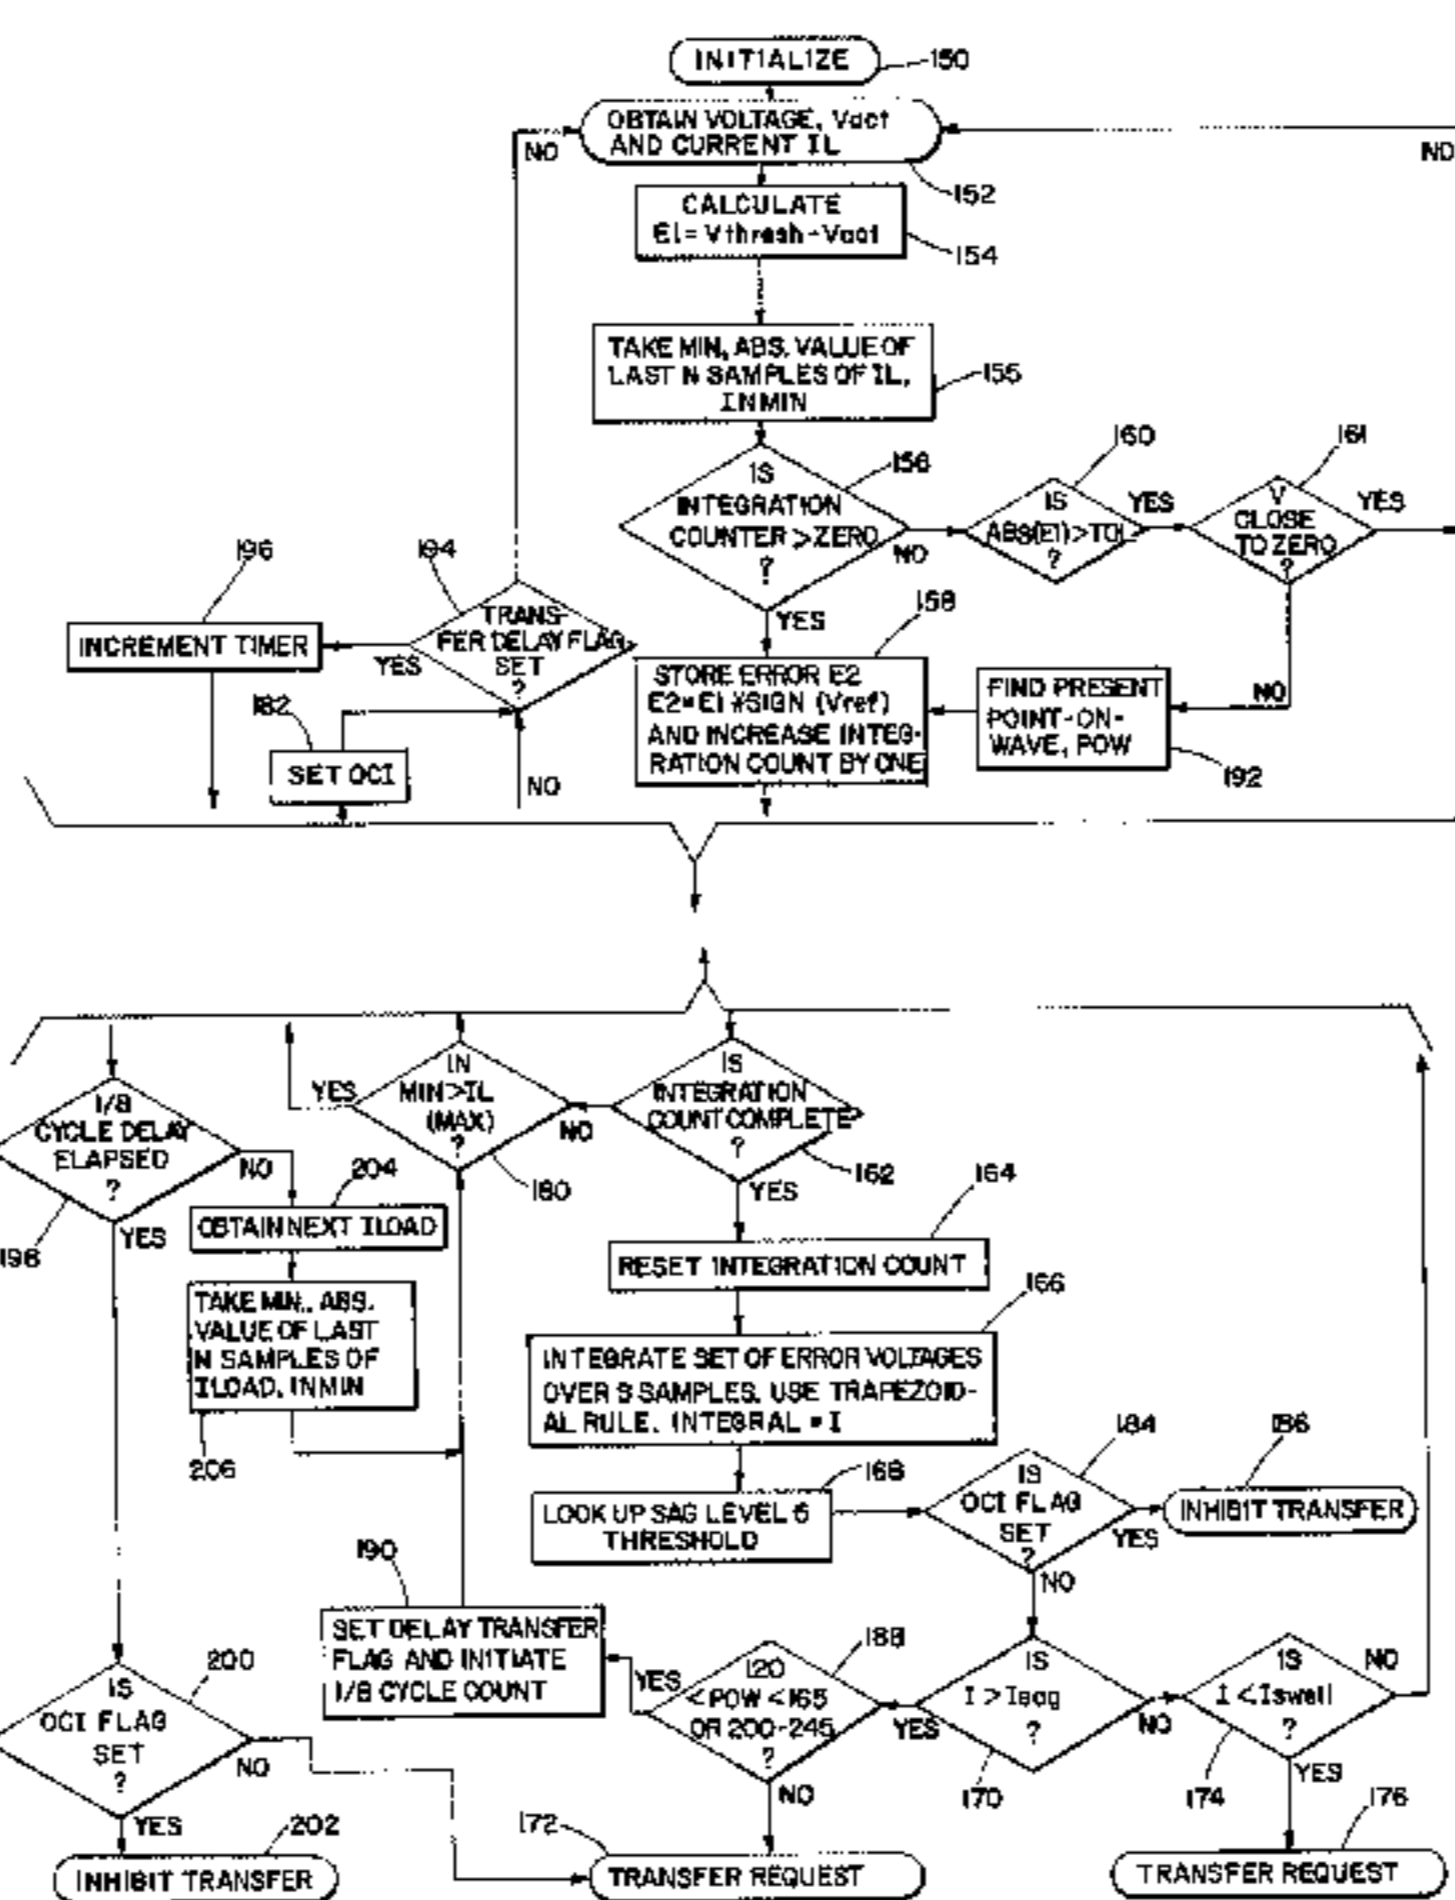 INITIALIZE
150
OBTAIN VOLTAGE, Vact
AND CURRENT IL
NO
NO
152
CALCULATE
E1= Vthresh-Vact
154
TAKE MIN, ABS. VALUE OF
LAST N SAMPLES OF IL,
INMIN
155
IS
INTEGRATION
COUNTER >ZERO
?
156
NO
YES
IS
ABS(E1)>TOL
?
160
YES
V
CLOSE
TO ZERO
?
161
YES
NO
196
INCREMENT TIMER
194
TRANS-
FER DELAY FLAG
SET
?
YES
182
SET OCI
NO
158
STORE ERROR E2
E2=E1*SIGN (Vref)
AND INCREASE INTEG-
RATION COUNT BY ONE
FIND PRESENT
POINT-ON-
WAVE, POW
192
1/8
CYCLE DELAY
ELAPSED
?
NO
YES
198
IN
MIN>IL
(MAX)
?
YES
180
IS
INTEGRATION
COUNT COMPLETE
?
NO
162
YES
204
OBTAIN NEXT ILOAD
TAKE MIN., ABS.
VALUE OF LAST
N SAMPLES OF
ILOAD, INMIN
206
164
RESET INTEGRATION COUNT
166
INTEGRATE SET OF ERROR VOLTAGES
OVER S SAMPLES. USE TRAPEZOID-
AL RULE. INTEGRAL = I
168
LOOK UP SAG LEVEL 6
THRESHOLD
184
IS
OCI FLAG
SET
?
YES
NO
186
INHIBIT TRANSFER
190
SET DELAY TRANSFER
FLAG AND INITIATE
1/8 CYCLE COUNT
188
120
<POW <165
OR 200-245
?
YES
NO
IS
I > Isag
?
YES
NO
170
IS
I <Iswell
?
NO
YES
174
200
IS
OCI FLAG
SET
?
NO
YES
202
INHIBIT TRANSFER
172
TRANSFER REQUEST
176
TRANSFER REQUEST